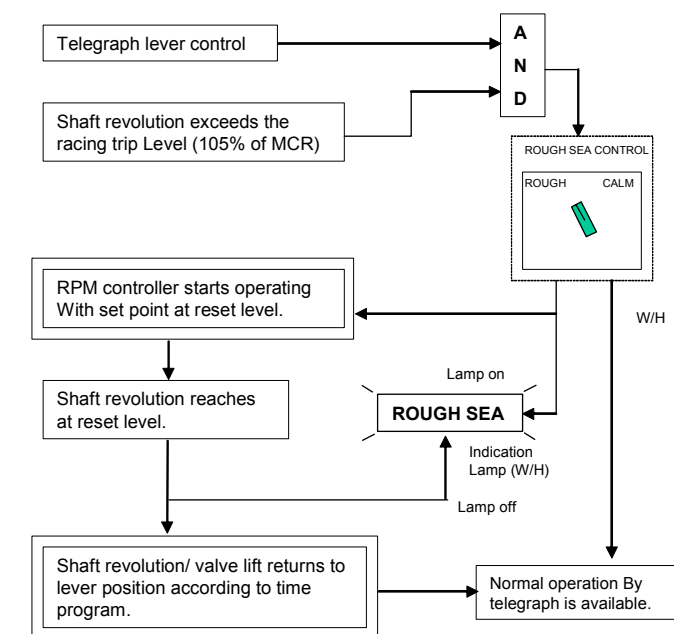 Telegraph lever control
A
N
D
Shaft revolution exceeds the
racing trip Level (105% of MCR)
ROUGH SEA CONTROL
ROUGH CALM
RPM controller starts operating
With set point at reset level.
W/H
Shaft revolution reaches
at reset level.
Lamp on
ROUGH SEA
Indication
Lamp (W/H)
Lamp off
Shaft revolution/ valve lift returns to
lever position according to time
program.
Normal operation By
telegraph is available.